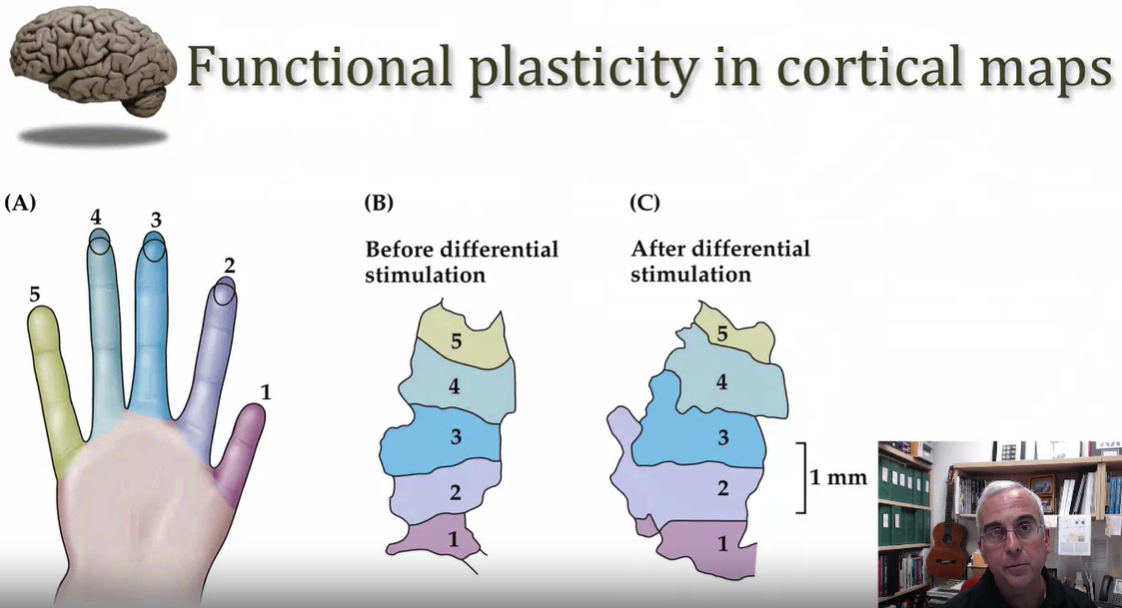 Functional plasticity in cortical maps
(A)
4
3
2
5
1
(B)
Before differential
stimulation
5
4
3
2
1
(C)
After differential
stimulation
5
4
3
2
1
1 mm